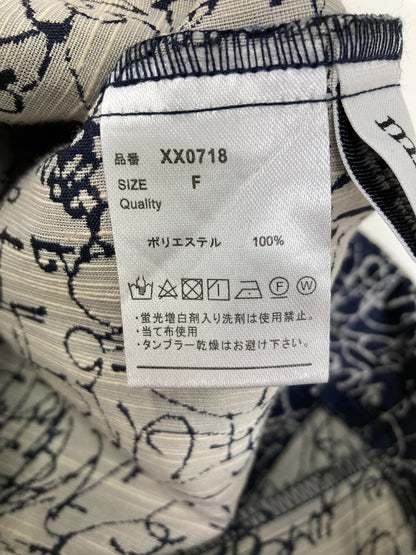 品番 XX0718
SIZE F
Quality
ポリエステル 100%
F W
・蛍光増白剤入り洗剤は使用禁止。
・当て布使用
・タンブラー乾燥はお避け下さい。